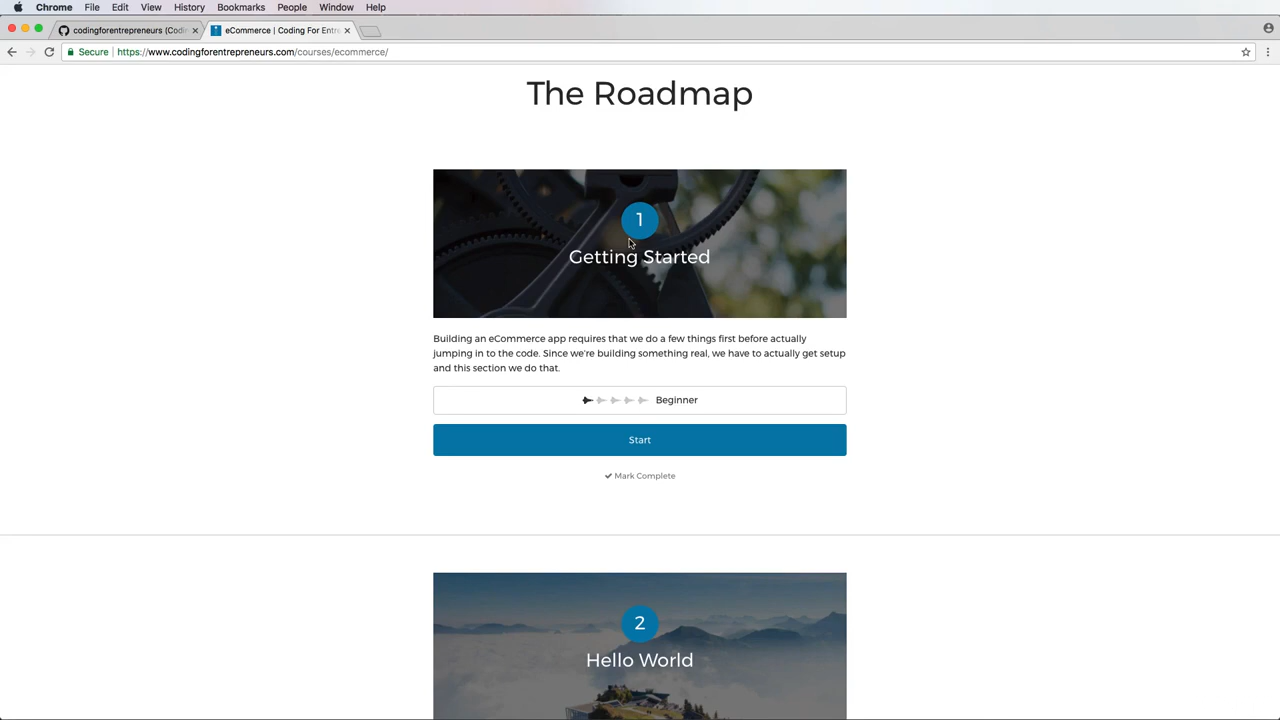 Chrome File Edit View History Bookmarks People Window Help
codingforentrepreneurs (Codi
eCommerce | Coding For Entre
Secure https://www.codingforentrepreneurs.com/courses/ecommerce/
The Roadmap
1
Getting Started
Building an eCommerce app requires that we do a few things first before actually
jumping in to the code. Since we're building something real, we have to actually get setup
and this section we do that.
Beginner
Start
Mark Complete
2
Hello World